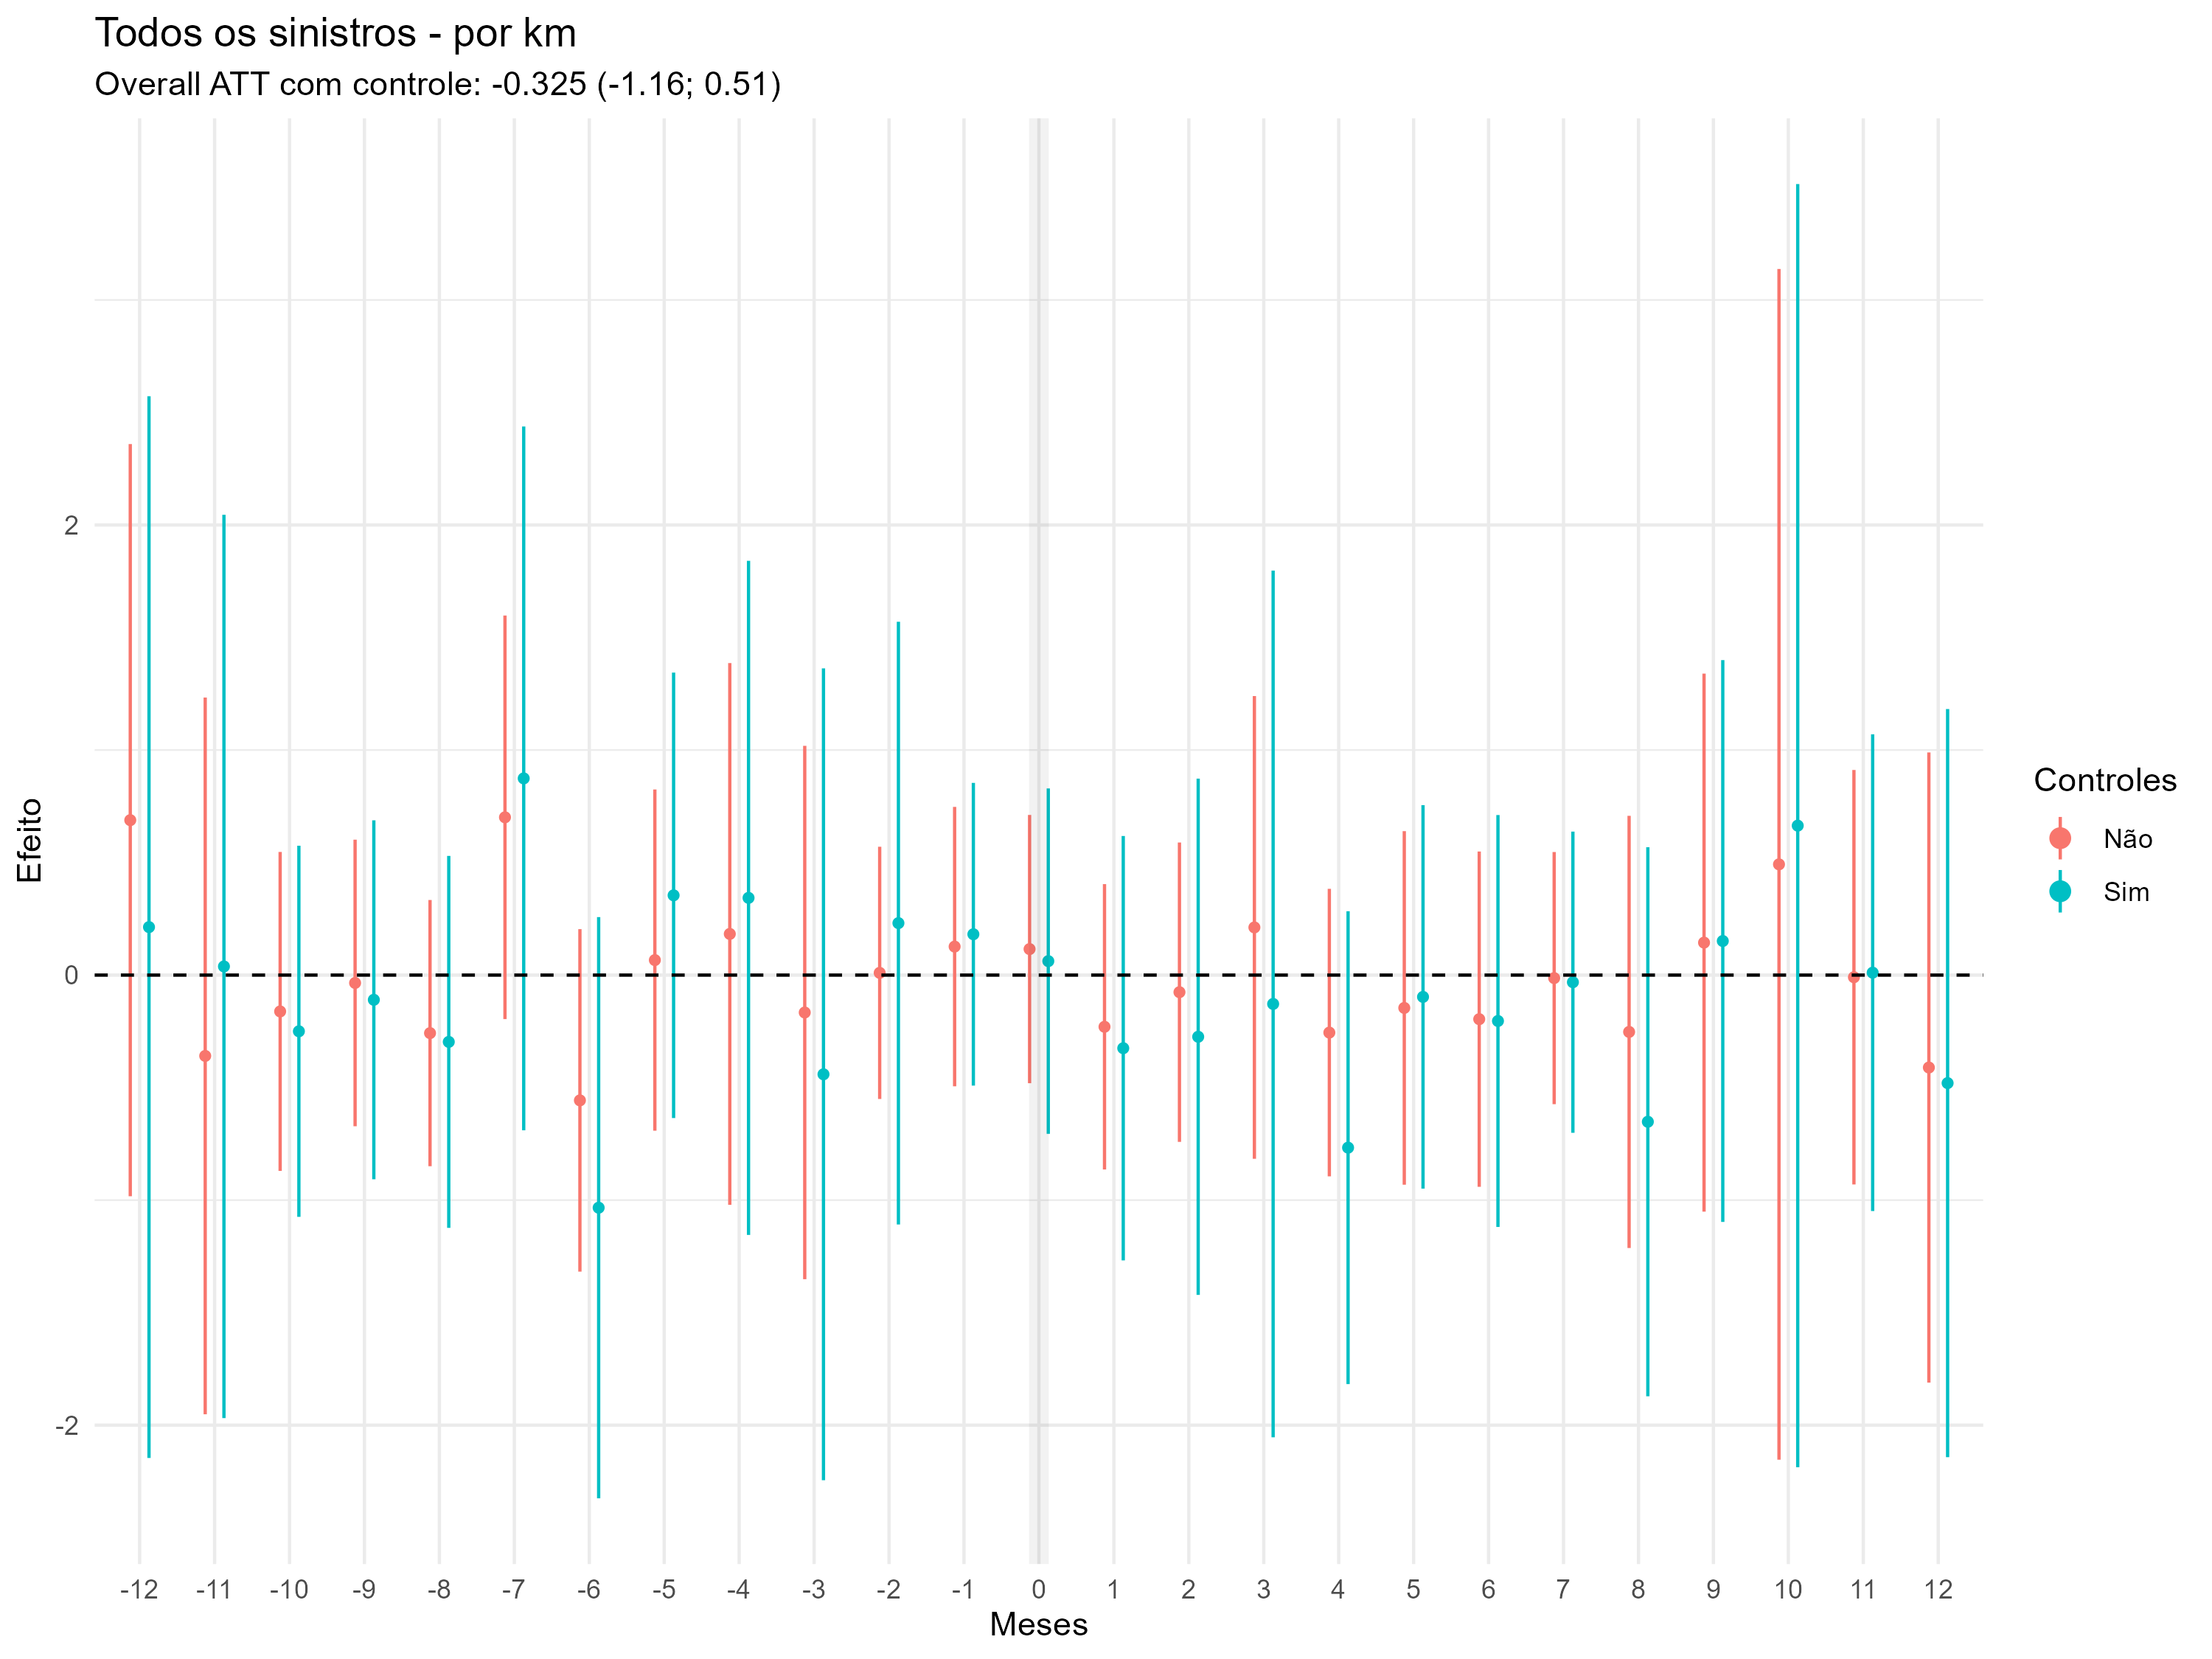 Todos os sinistros - por km
Overall ATT com controle: -0.325 (-1.16; 0.51)
Efeito
2
0
-2
-12 -11 -10 -9 -8 -7 -6 -5 -4 -3 -2 -1 0 1 2 3 4 5 6 7 8 9 10 11 12
Meses
Controles
Não
Sim